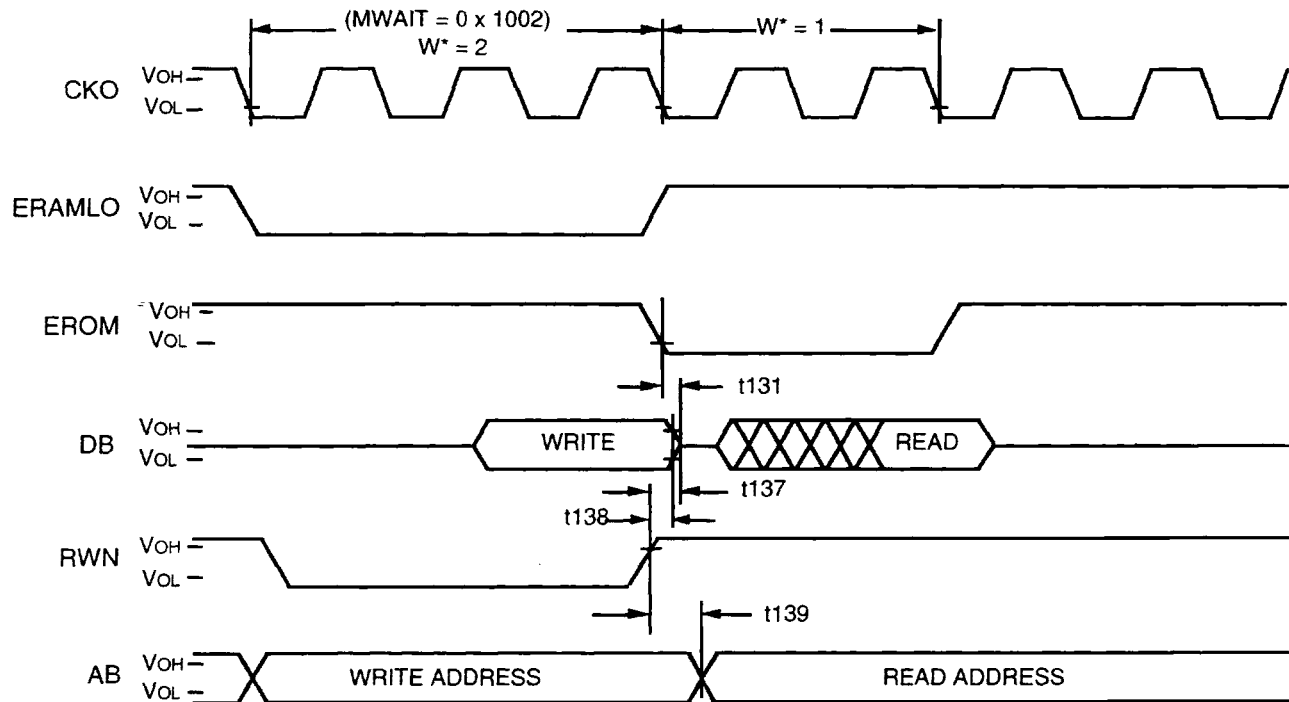 (MWAIT = 0 x 1002)
W* = 2
W* = 1
CKO
VOH
VOL
ERAMLO
VOH
VOL
EROM
VOH
VOL
t131
DB
VOH
VOL
WRITE
READ
t137
t138
RWN
VOH
VOL
t139
AB
VOH
VOL
WRITE ADDRESS
READ ADDRESS